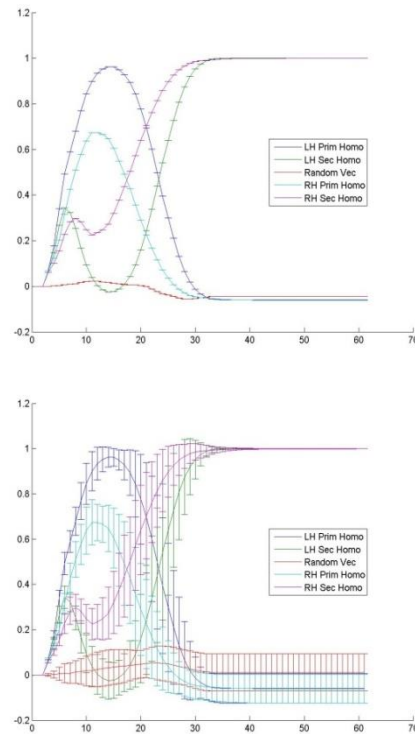 1.2
1
0.8
0.6
0.4
0.2
0
-0.2
0 10 20 30 40 50 60 70
LH Prim Homo
LH Sec Homo
Random Vec
RH Prim Homo
RH Sec Homo
1.2
1
0.8
0.6
0.4
0.2
0
-0.2
0 10 20 30 40 50 60 70
LH Prim Homo
LH Sec Homo
Random Vec
RH Prim Homo
RH Sec Homo